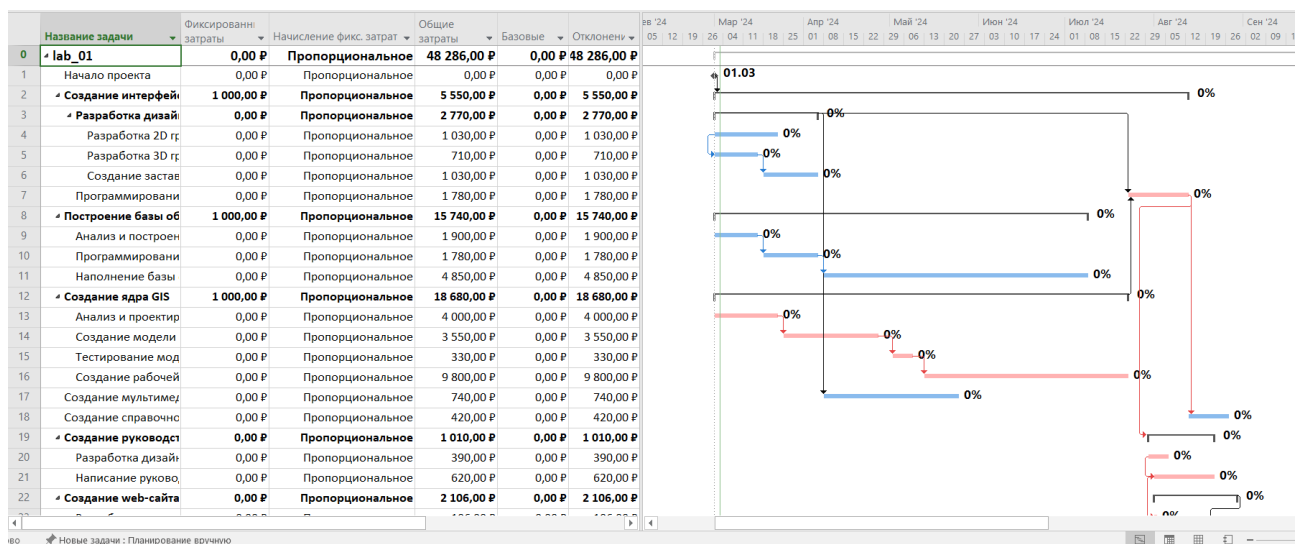 Фиксированн Общие
Название задачи затраты Начисление фикс. затрат затраты Базовые Отклонени
ев '24 Мар '24 Апр '24 Май '24 Июн '24 Июл '24 Авг '24 Сен '24
05 12 19 26 04 11 18 25 01 08 15 22 29 06 13 20 27 03 10 17 24 01 08 15 22 29 05 12 19 26 02 09
0 lab_01 0,00 ₽ Пропорциональное 48 286,00 ₽ 0,00 ₽ 48 286,00 ₽
1 Начало проекта 0,00 ₽ Пропорциональное 0,00 ₽ 0,00 ₽ 0,00 ₽ 01.03
2 Создание интерфей 1 000,00 ₽ Пропорциональное 5 550,00 ₽ 0,00 ₽ 5 550,00 ₽ 0%
3 Разработка дизай 0,00 ₽ Пропорциональное 2 770,00 ₽ 0,00 ₽ 2 770,00 ₽ 0%
4 Разработка 2D гр 0,00 ₽ Пропорциональное 1 030,00 ₽ 0,00 ₽ 1 030,00 ₽ 0%
5 Разработка 3D гр 0,00 ₽ Пропорциональное 710,00 ₽ 0,00 ₽ 710,00 ₽ 0%
6 Создание застав 0,00 ₽ Пропорциональное 1 030,00 ₽ 0,00 ₽ 1 030,00 ₽ 0%
7 Программировани 0,00 ₽ Пропорциональное 1 780,00 ₽ 0,00 ₽ 1 780,00 ₽ 0%
8 Построение базы об 1 000,00 ₽ Пропорциональное 15 740,00 ₽ 0,00 ₽ 15 740,00 ₽ 0%
9 Анализ и построен 0,00 ₽ Пропорциональное 1 900,00 ₽ 0,00 ₽ 1 900,00 ₽ 0%
10 Программировани 0,00 ₽ Пропорциональное 1 780,00 ₽ 0,00 ₽ 1 780,00 ₽ 0%
11 Наполнение базы 0,00 ₽ Пропорциональное 4 850,00 ₽ 0,00 ₽ 4 850,00 ₽ 0%
12 Создание ядра GIS 1 000,00 ₽ Пропорциональное 18 680,00 ₽ 0,00 ₽ 18 680,00 ₽ 0%
13 Анализ и проектир 0,00 ₽ Пропорциональное 4 000,00 ₽ 0,00 ₽ 4 000,00 ₽ 0%
14 Создание модели 0,00 ₽ Пропорциональное 3 550,00 ₽ 0,00 ₽ 3 550,00 ₽ 0%
15 Тестирование мод 0,00 ₽ Пропорциональное 330,00 ₽ 0,00 ₽ 330,00 ₽ 0%
16 Создание рабочей 0,00 ₽ Пропорциональное 9 800,00 ₽ 0,00 ₽ 9 800,00 ₽ 0%
17 Создание мультимед 0,00 ₽ Пропорциональное 740,00 ₽ 0,00 ₽ 740,00 ₽ 0%
18 Создание справочно 0,00 ₽ Пропорциональное 420,00 ₽ 0,00 ₽ 420,00 ₽ 0%
19 Создание руководст 0,00 ₽ Пропорциональное 1 010,00 ₽ 0,00 ₽ 1 010,00 ₽ 0%
20 Разработка дизайн 0,00 ₽ Пропорциональное 390,00 ₽ 0,00 ₽ 390,00 ₽ 0%
21 Написание руково, 0,00 ₽ Пропорциональное 620,00 ₽ 0,00 ₽ 620,00 ₽ 0%
22 Создание web-сайта 0,00 ₽ Пропорциональное 2 106,00 ₽ 0,00 ₽ 2 106,00 ₽ 0%
ово Новые задачи : Планирование вручную